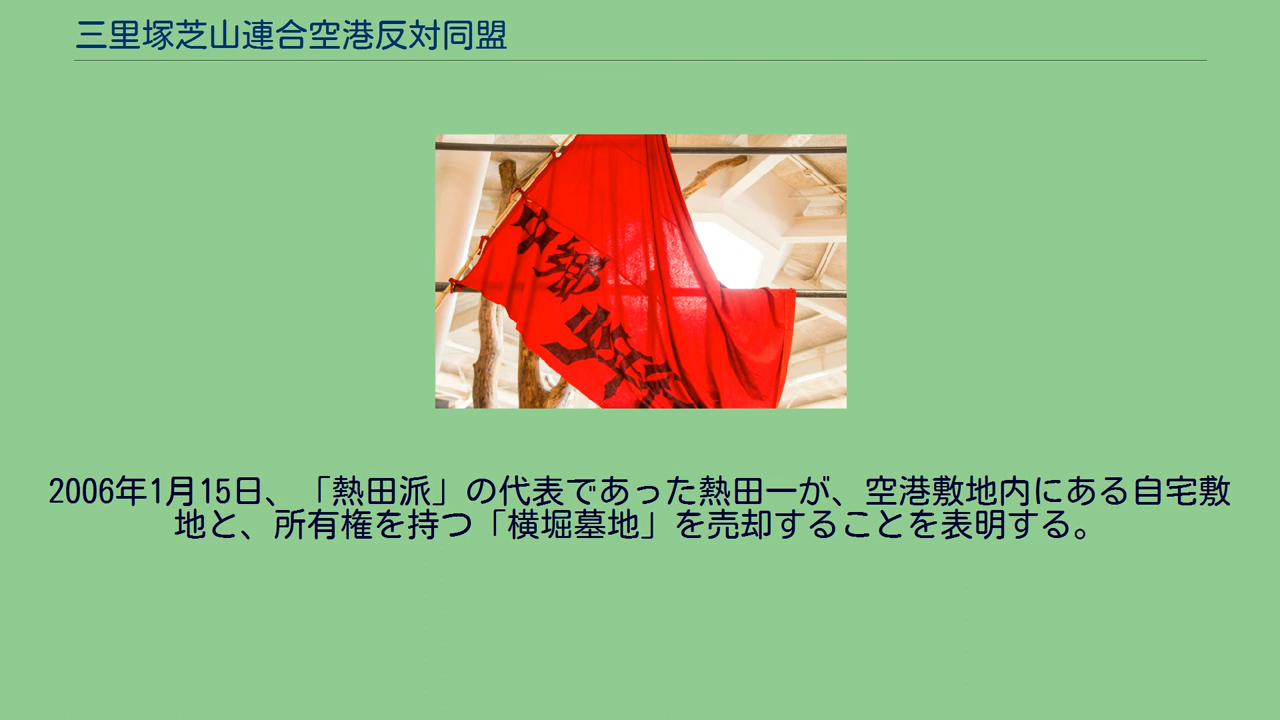 三里塚芝山連合空港反対同盟
中郷
2006年1月15日、「熱田派」の代表であった熱田一が、空港敷地内にある自宅敷
地と、所有権を持つ「横堀墓地」を売却することを表明する。